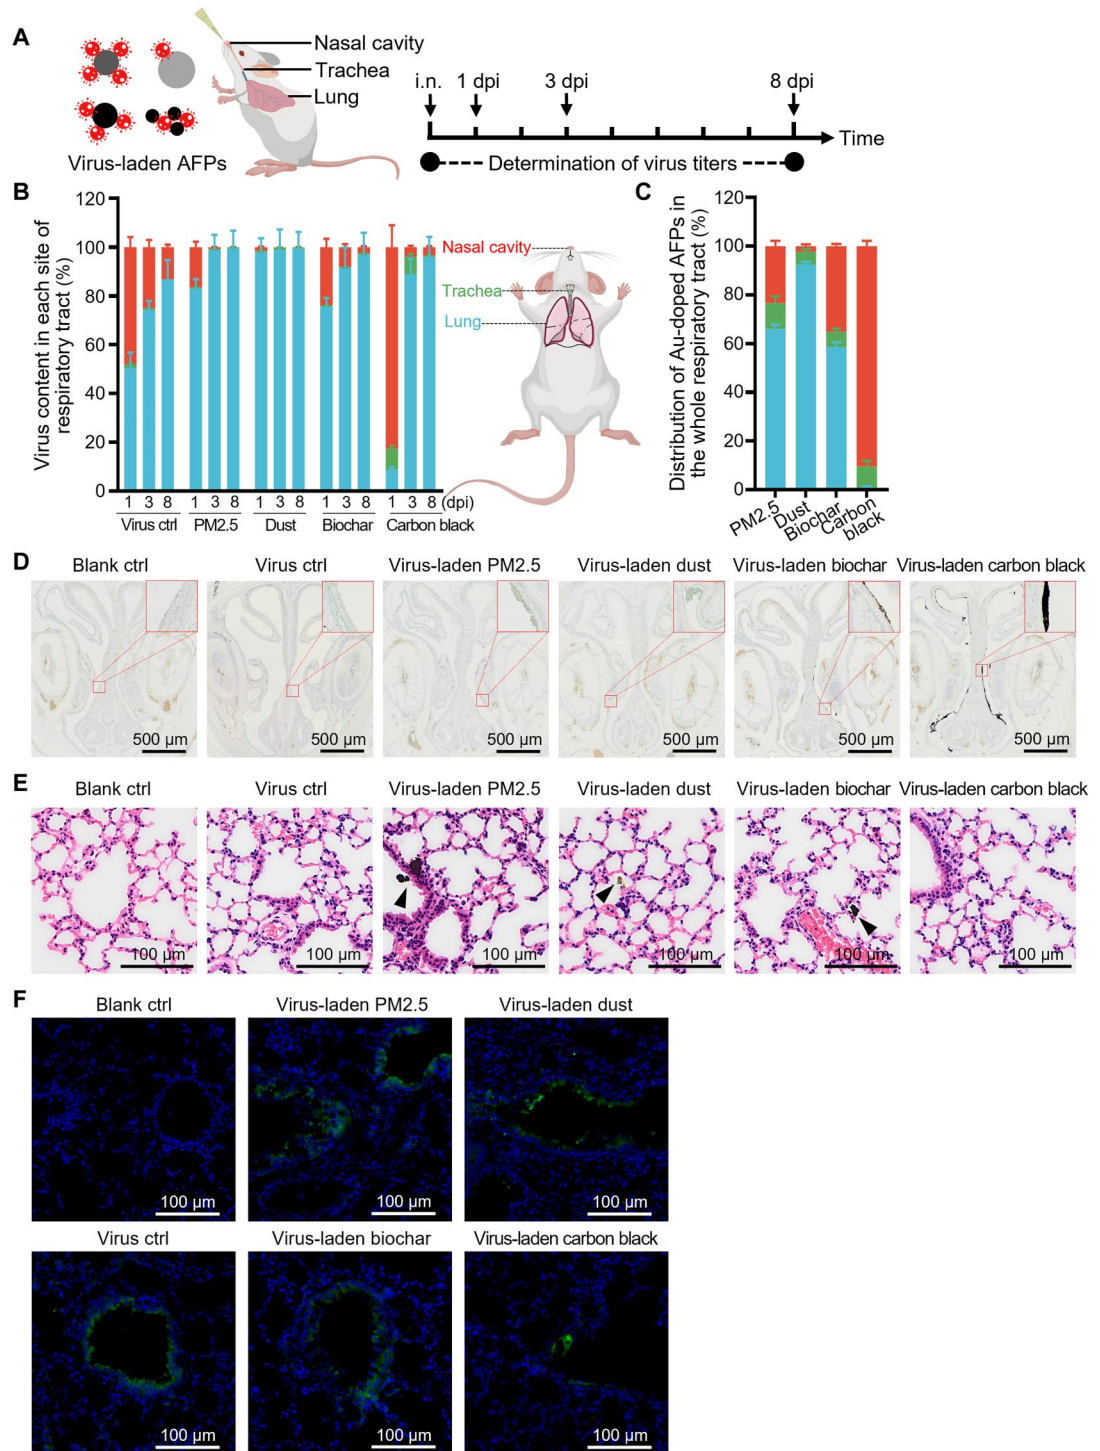 A
Nasal cavity
Trachea
Lung
Virus-laden AFPs
i.n. 1 dpi 3 dpi 8 dpi
Time
Determination of virus titers
B
Virus content in each site of
respiratory tract (%)
120
100
80
60
40
20
0
1 3 8 1 3 8 1 3 8 1 3 8 1 3 8 (dpi)
Virus ctrl PM2.5 Dust Biochar Carbon black
Nasal cavity
Trachea
Lung
C
Distribution of Au-doped AFPs in
the whole respiratory tract (%)
120
100
80
60
40
20
0
PM2.5
Dust
Biochar
Carbon
black
D
Blank ctrl Virus ctrl Virus-laden PM2.5 Virus-laden dust Virus-laden biochar Virus-laden carbon black
500 µm 500 µm 500 µm 500 µm 500 µm 500 µm
E
Blank ctrl Virus ctrl Virus-laden PM2.5 Virus-laden dust Virus-laden biochar Virus-laden carbon black
100 µm 100 µm 100 µm 100 µm 100 µm 100 µm
F
Blank ctrl Virus-laden PM2.5 Virus-laden dust
100 µm 100 µm 100 µm
Virus ctrl Virus-laden biochar Virus-laden carbon black
100 µm 100 µm 100 µm